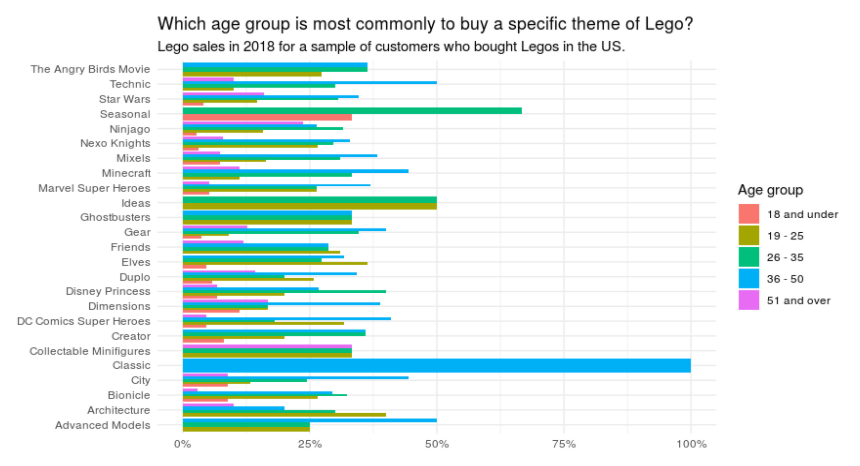 Which age group is most commonly to buy a specific theme of Lego?
Lego sales in 2018 for a sample of customers who bought Legos in the US.
The Angry Birds Movie
Technic
Star Wars
Seasonal
Ninjago
Nexo Knights
Mixels
Minecraft
Marvel Super Heroes
Ideas
Ghostbusters
Gear
Friends
Elves
Duplo
Disney Princess
Dimensions
DC Comics Super Heroes
Creator
Collectable Minifigures
Classic
City
Bionicle
Architecture
Advanced Models
0%
25%
50%
75%
100%
Age group
18 and under
19 - 25
26 - 35
36 - 50
51 and over